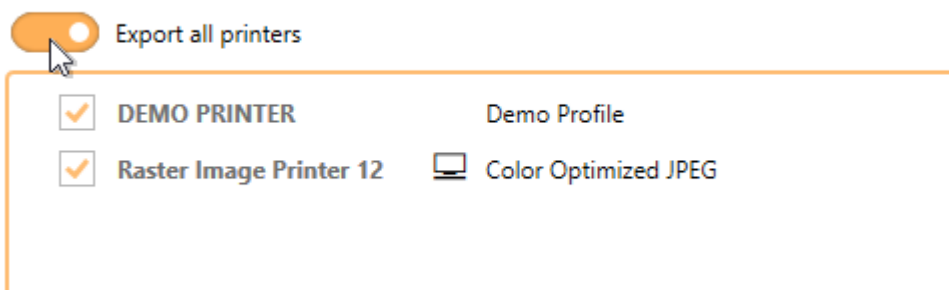 Export all printers
DEMO PRINTER Demo Profile
Raster Image Printer 12 Color Optimized JPEG